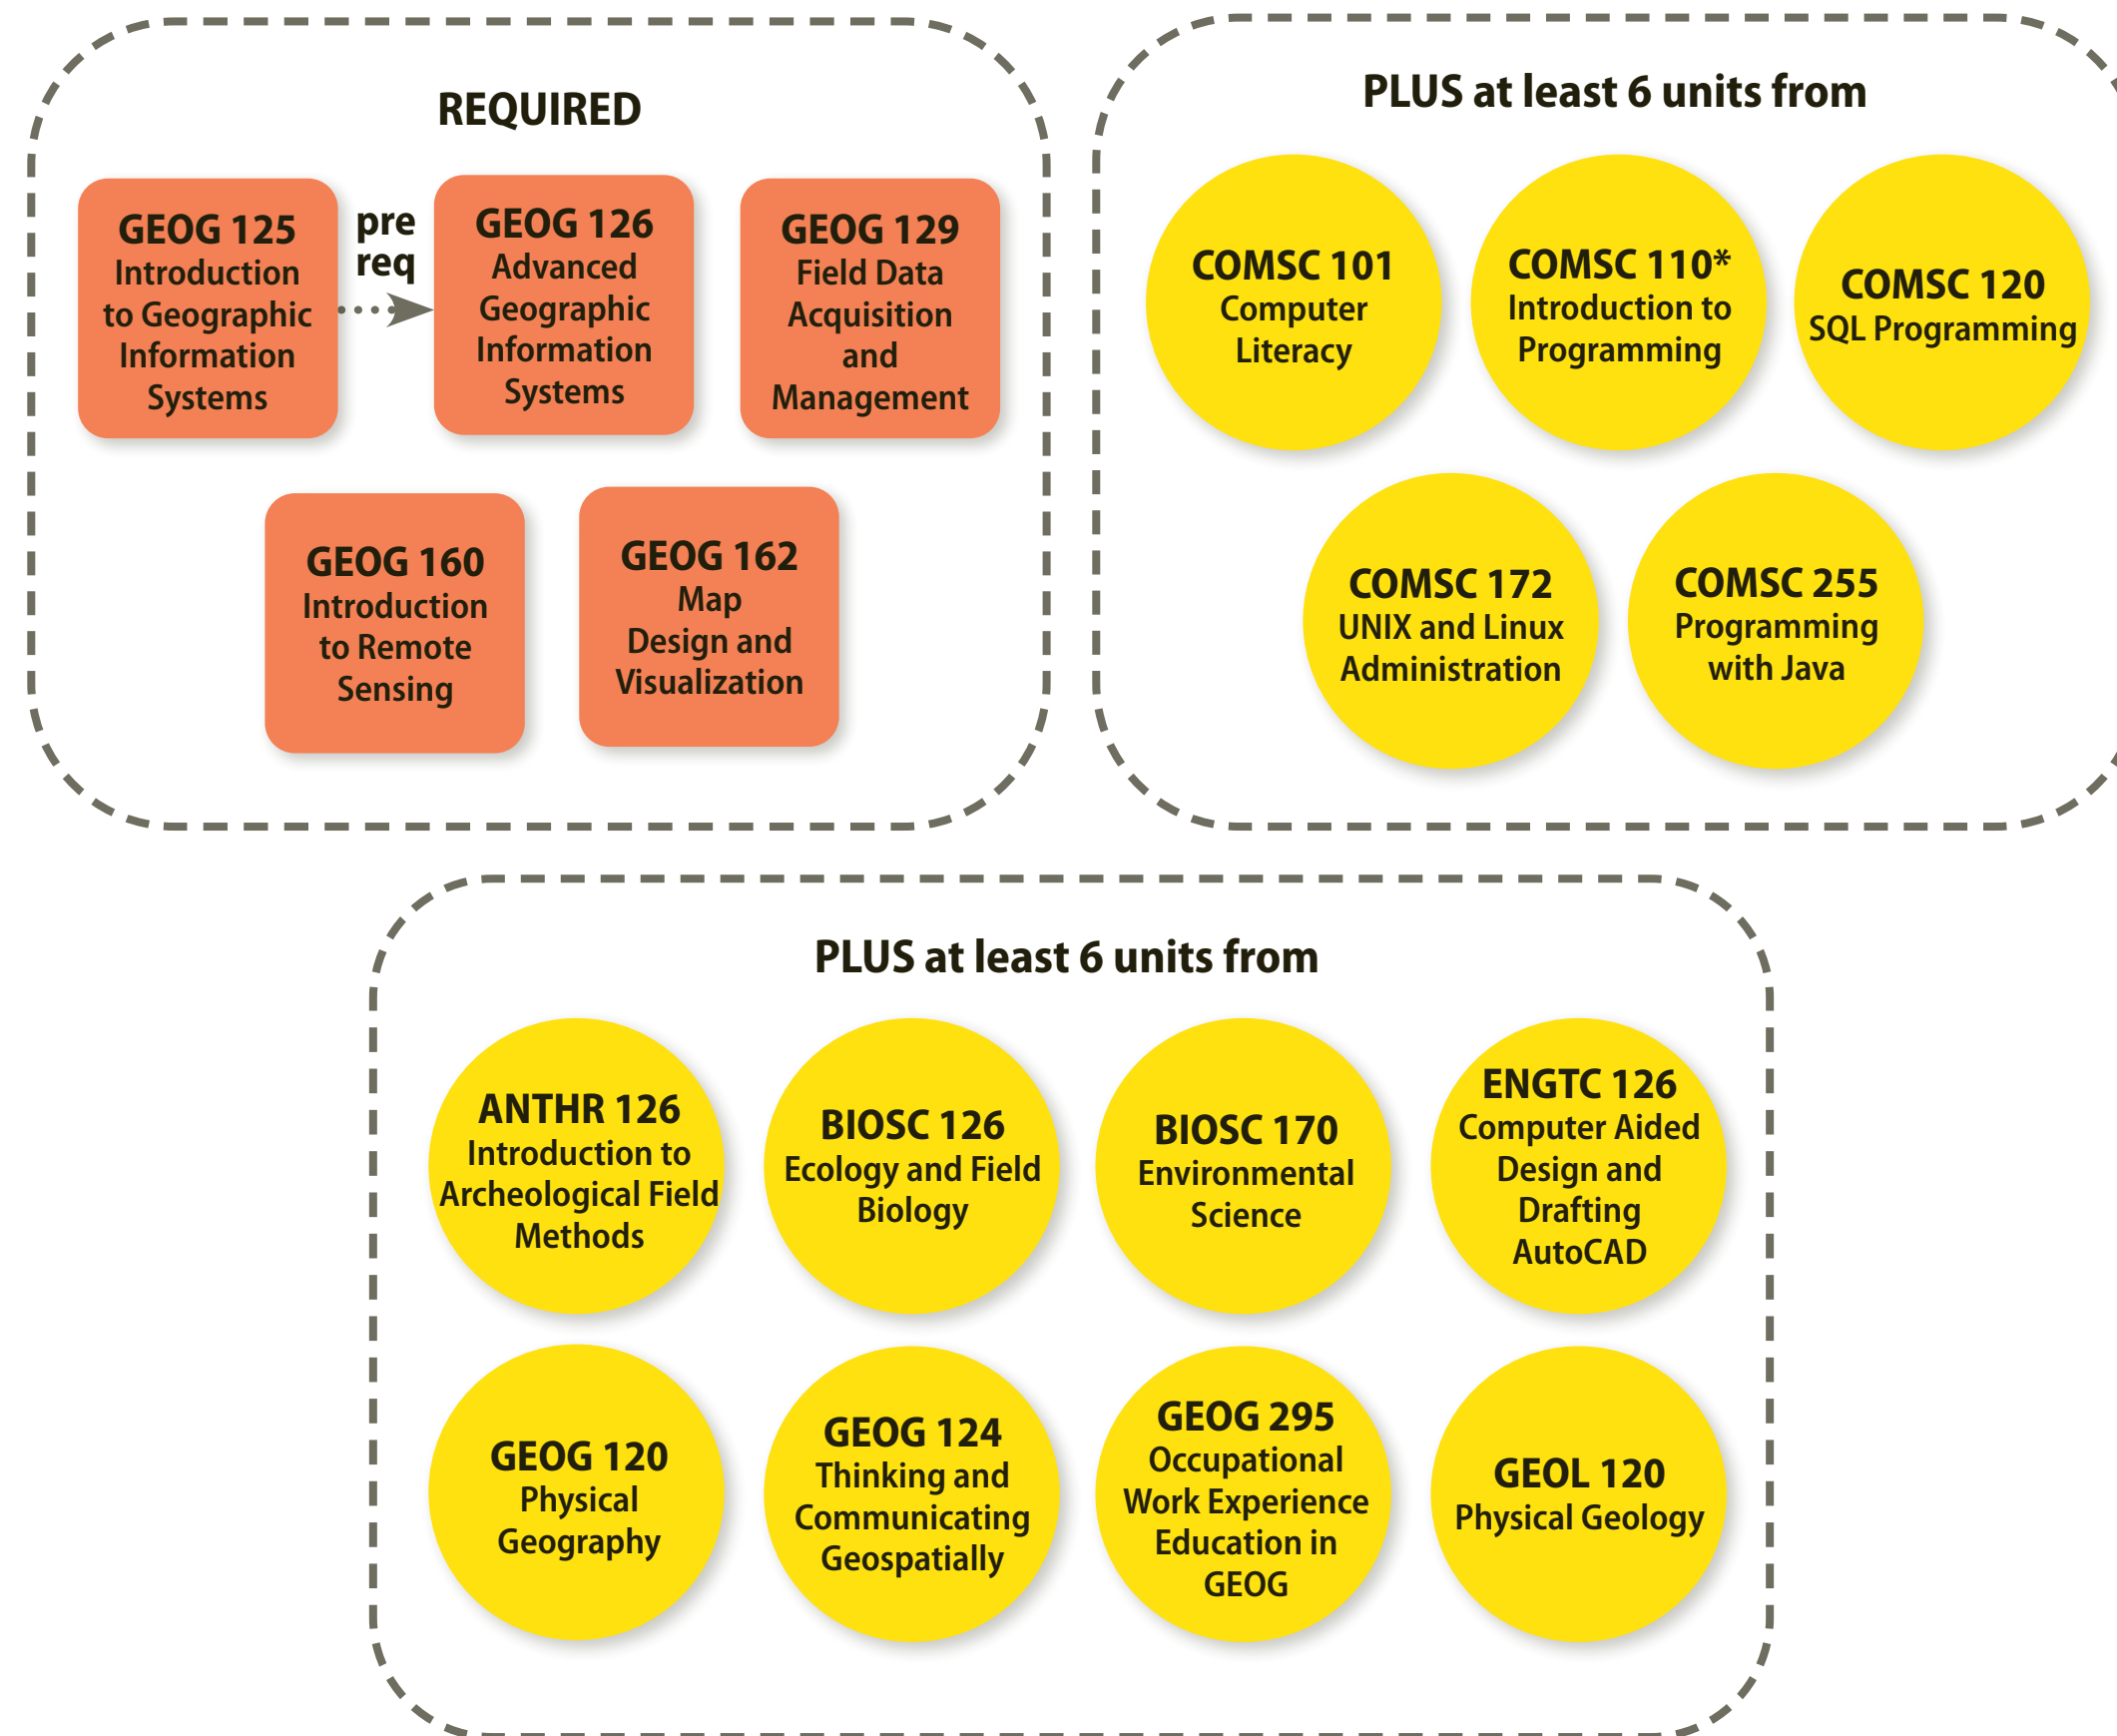 REQUIRED
GEOG 125
Introduction
to Geographic
Information
Systems
pre
req
GEOG 126
Advanced
Geographic
Information
Systems
GEOG 129
Field Data
Acquisition
and
Management
GEOG 160
Introduction
to Remote
Sensing
GEOG 162
Map
Design and
Visualization
PLUS at least 6 units from
COMSC 101
Computer
Literacy
COMSC 110*
Introduction to
Programming
COMSC 120
SQL Programming
COMSC 172
UNIX and Linux
Administration
COMSC 255
Programming
with Java
PLUS at least 6 units from
ANTHR 126
Introduction to
Archeological Field
Methods
BIOSC 126
Ecology and Field
Biology
BIOSC 170
Environmental
Science
ENGTC 126
Computer Aided
Design and
Drafting
AutoCAD
GEOG 120
Physical
Geography
GEOG 124
Thinking and
Communicating
Geospatially
GEOG 295
Occupational
Work Experience
Education in
GEOG
GEOL 120
Physical Geology